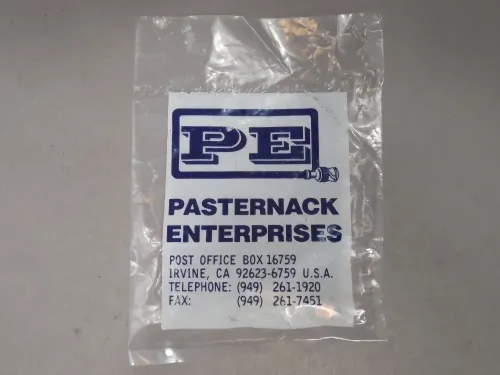 PE
PASTERNACK
ENTERPRISES
POST OFFICE BOX 16759
IRVINE, CA 92623-6759 U.S.A.
TELEPHONE: (949) 261-1920
FAX: (949) 261-7451